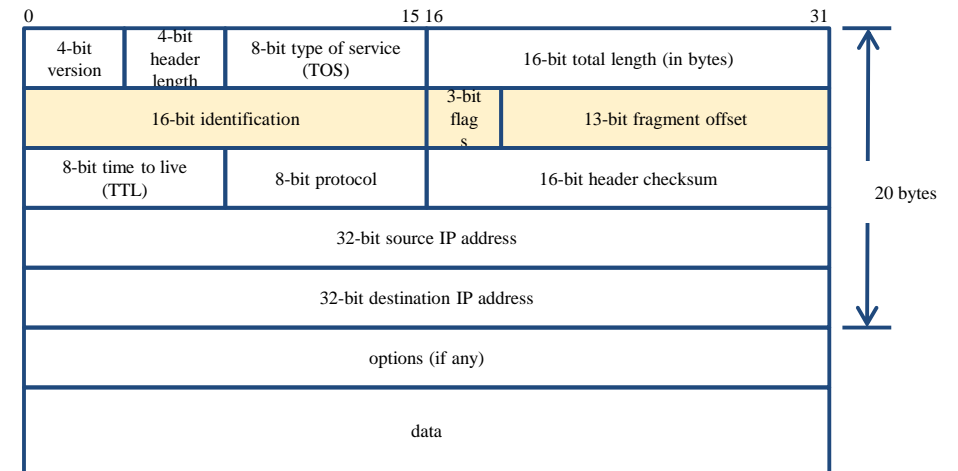 0
15 16
31
4-bit
version
4-bit
header
length
8-bit type of service
(TOS)
16-bit total length (in bytes)
16-bit identification
3-bit
flag
s
13-bit fragment offset
8-bit time to live
(TTL)
8-bit protocol
16-bit header checksum
20 bytes
32-bit source IP address
32-bit destination IP address
options (if any)
data